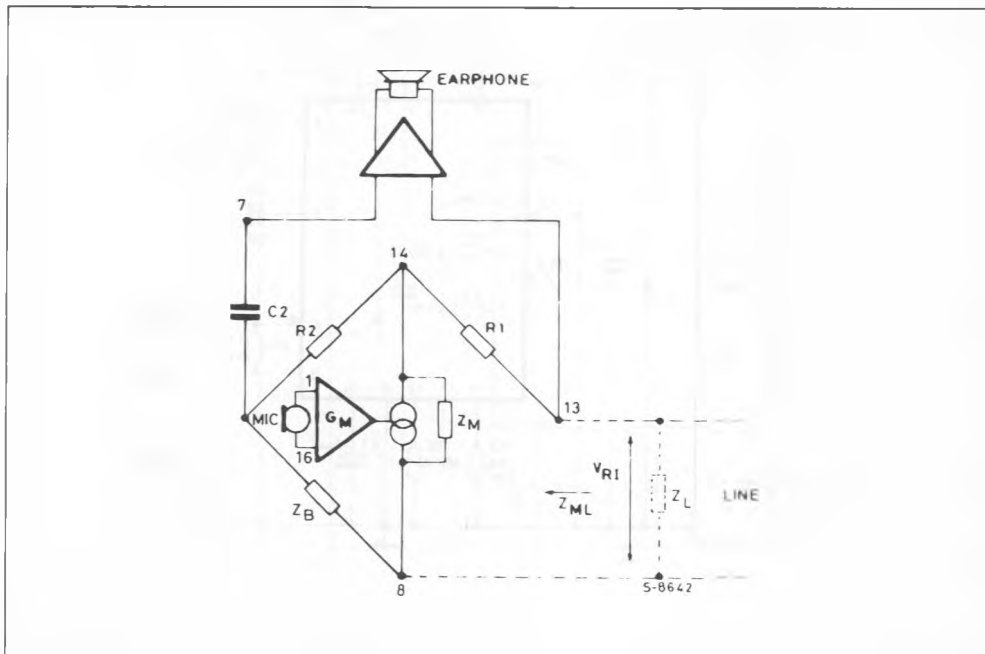 EARPHONE
7
14
C2
R2
R1
1
MIC
G_M
Z_M
13
16
Z_B
V_RI
Z_ML
Z_L
LINE
8
S-8642